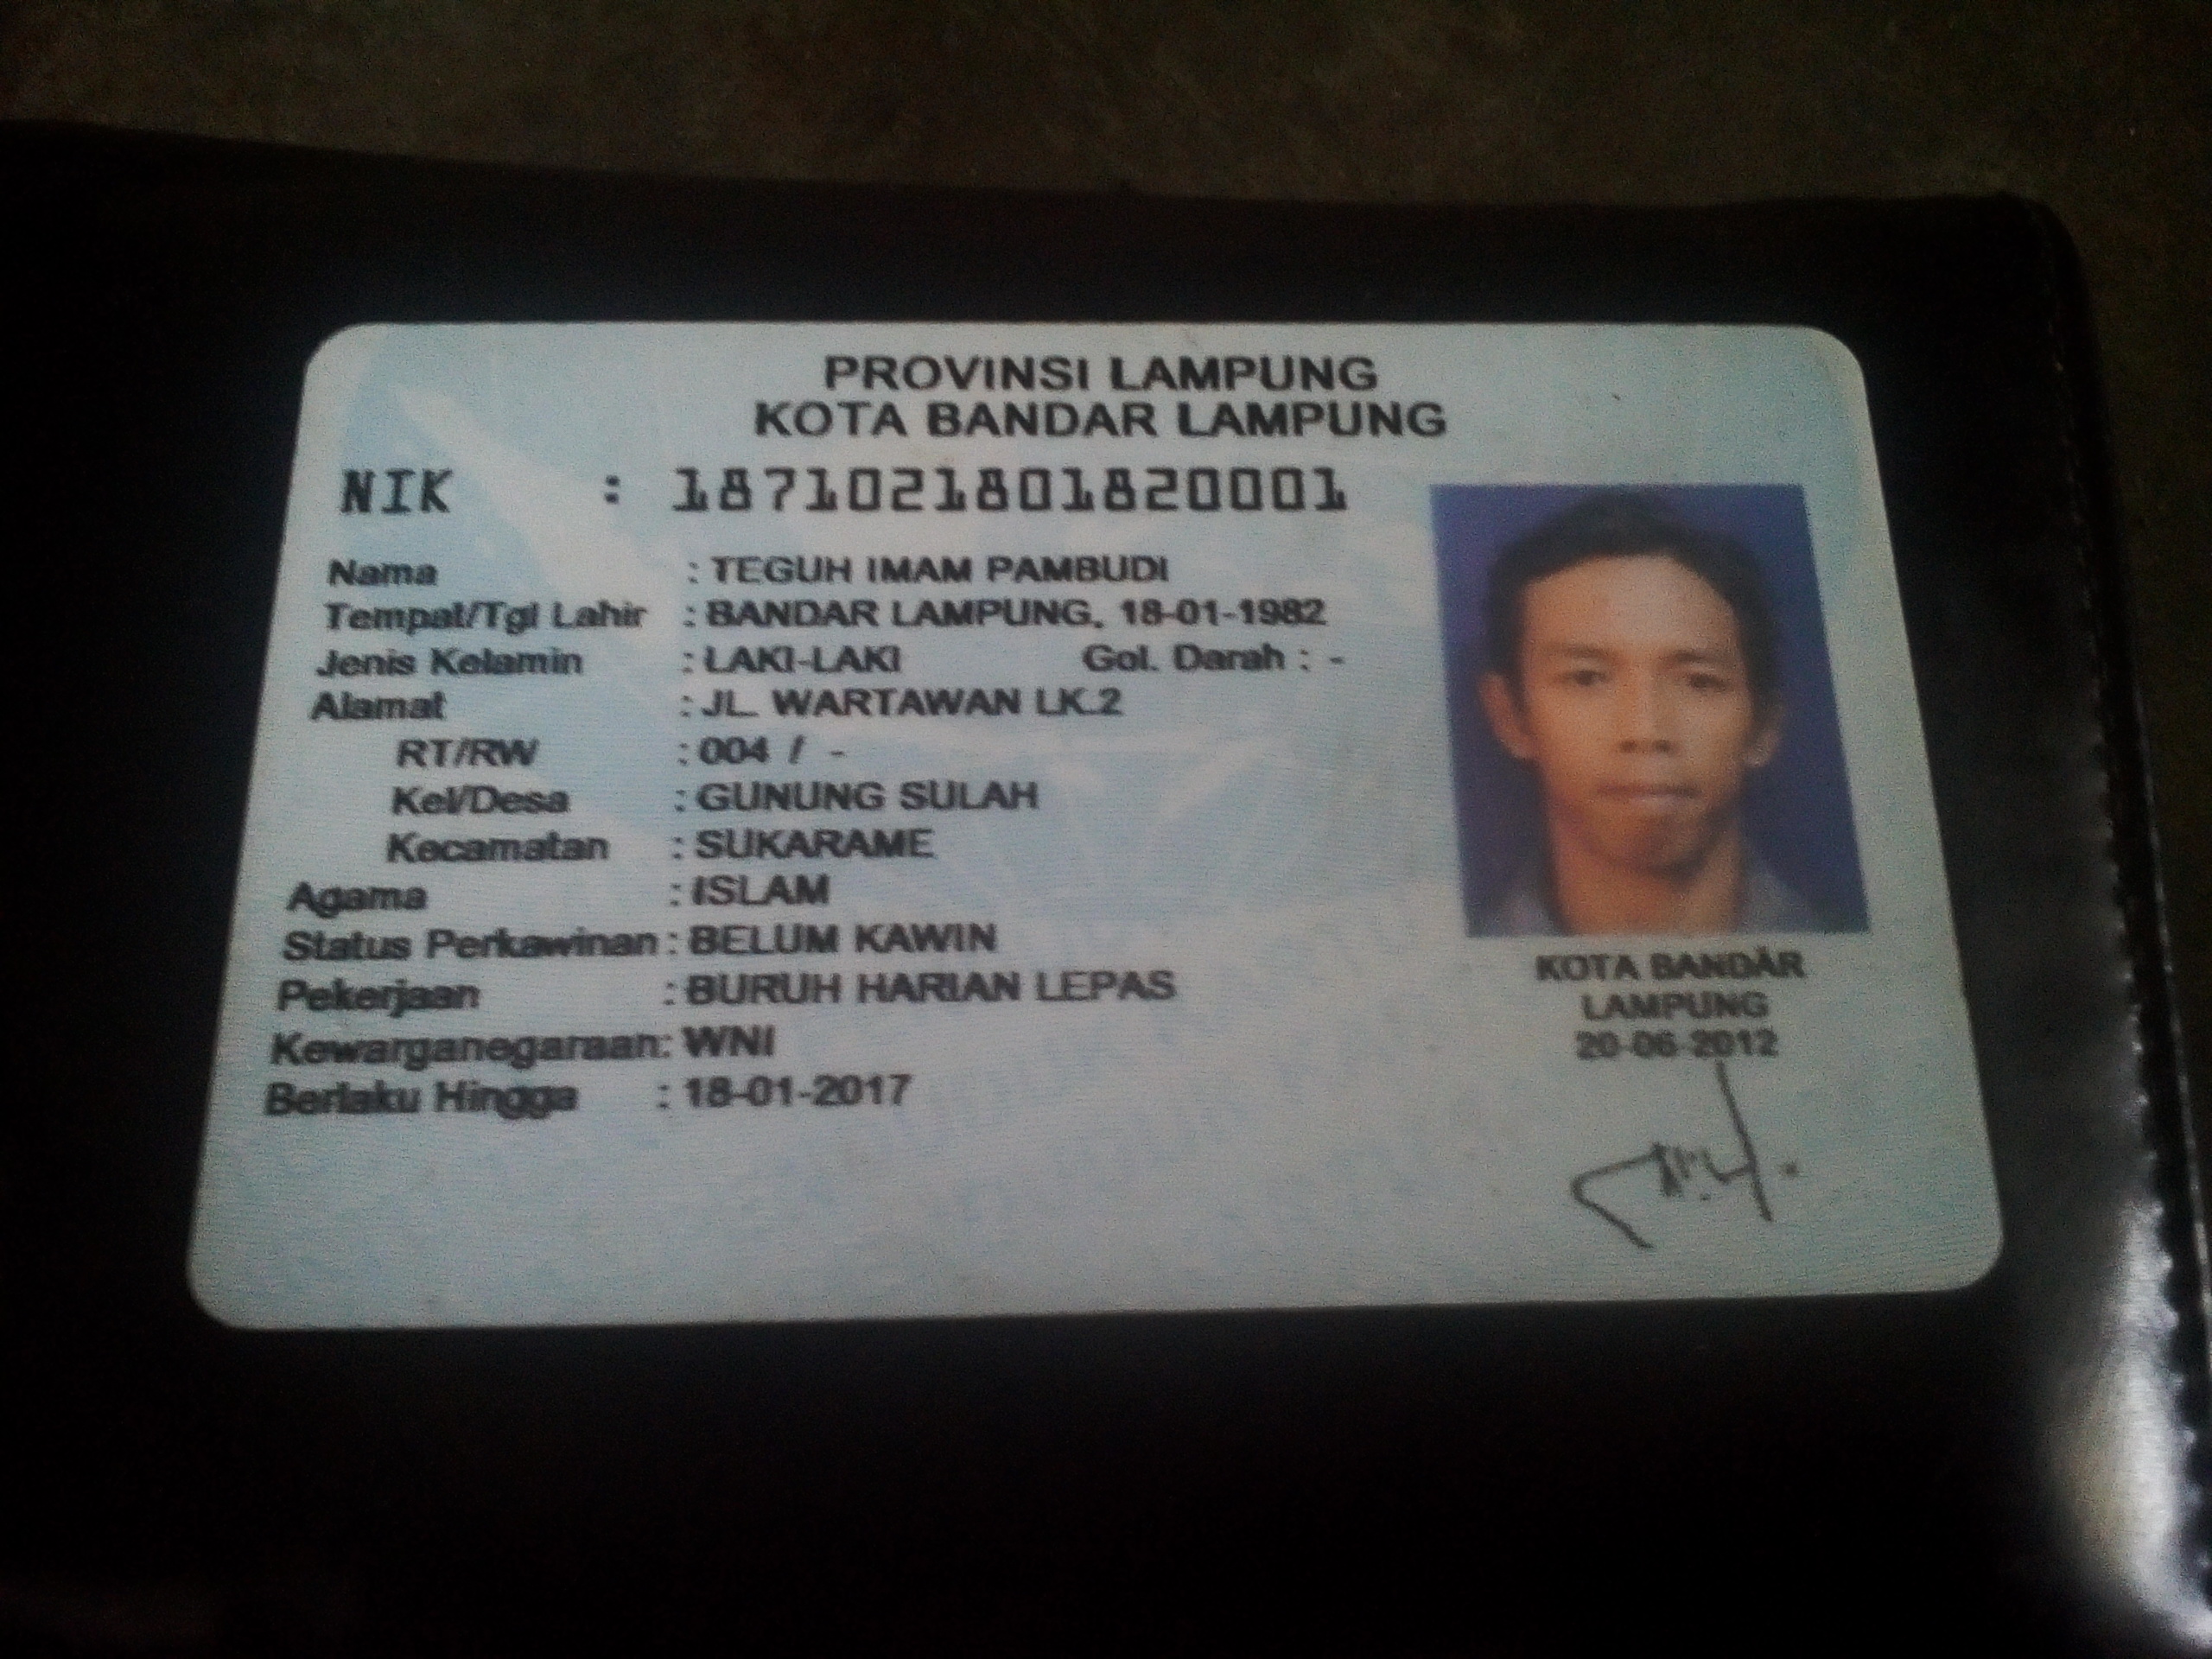 PROVINSI LAMPUNG
KOTA BANDAR LAMPUNG
NIK : 1871021801820001
Nama : TEGUH IMAM PAMBUDI
Tempat/Tgl Lahir : BANDAR LAMPUNG, 18-01-1982
Jenis Kelamin : LAKI-LAKI Gol. Darah : -
Alamat : JL. WARTAWAN LK.2
RT/RW : 004 / -
Kel/Desa : GUNUNG SULAH
Kecamatan : SUKARAME
Agama : ISLAM
Status Perkawinan : BELUM KAWIN
Pekerjaan : BURUH HARIAN LEPAS
Kewarganegaraan: WNI
Berlaku Hingga : 18-01-2017
KOTA BANDAR
LAMPUNG
20-06-2012